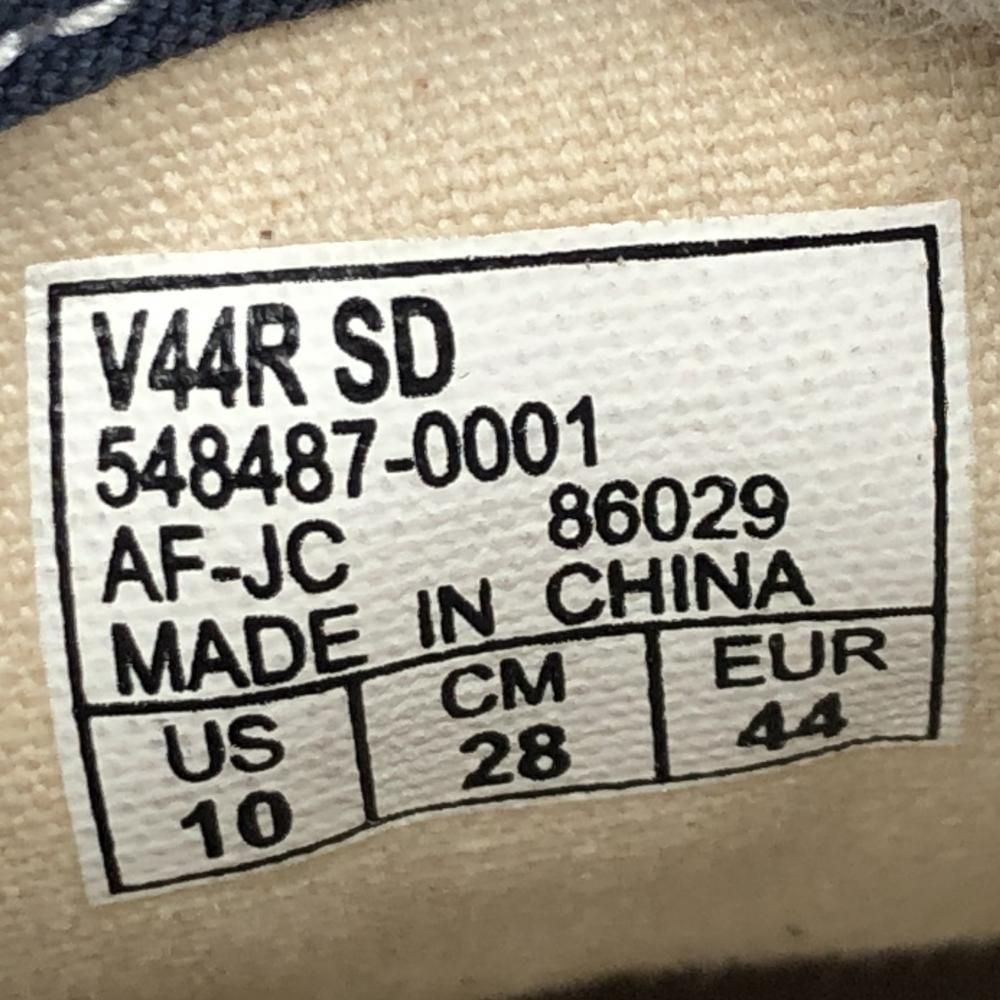 V44R SD
548487-0001
AF-JC 86029
MADE IN CHINA
US CM EUR
10 28 44